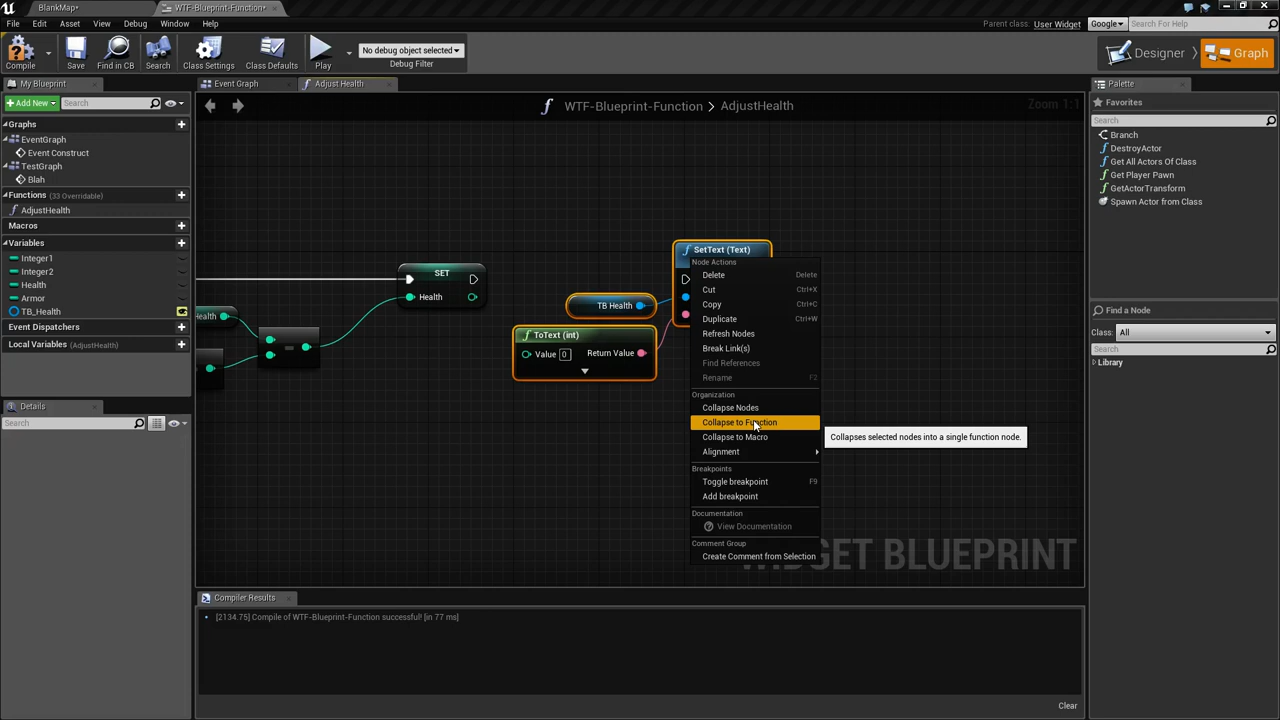 BlankMap*
WTF-Blueprint-Function*
File Edit Asset View Debug Window Help
Parent class: User Widget Google Search For Help
Compile Save Find in CB Search Class Settings Class Defaults Play
No debug object selected
Debug Filter
Designer Graph
My Blueprint
Event Graph
Adjust Health
Palette
Add New Search
f WTF-Blueprint-Function > AdjustHealth
Zoom 1:1
Favorites
Search
Graphs
EventGraph
Event Construct
TestGraph
Blah
Functions (33 Overridable)
f AdjustHealth
Macros
Variables
Integer1
Integer2
Health
Armor
TB_Health
Event Dispatchers
Local Variables (AdjustHealth)
Branch
f DestroyActor
f Get All Actors Of Class
f Get Player Pawn
f GetActorTransform
Spawn Actor from Class
Details
Search
SET
Health
Health
-
TB Health
f ToText (int)
Value 0
Return Value
f SetText (Text)
Node Actions
Delete Delete
Cut Ctrl+X
Copy Ctrl+C
Duplicate Ctrl+W
Refresh Nodes
Break Link(s)
Find References
Rename F2
Organization
Collapse Nodes
Collapse to Function
Collapse to Macro
Alignment
Breakpoints
Toggle breakpoint F9
Add breakpoint
Documentation
View Documentation
Comment Group
Create Comment from Selection
Collapses selected nodes into a single function node.
WIDGET BLUEPRINT
Find a Node
Class: All
Search
Library
Compiler Results
[2134.75] Compile of WTF-Blueprint-Function successful! [in 77 ms]
Clear